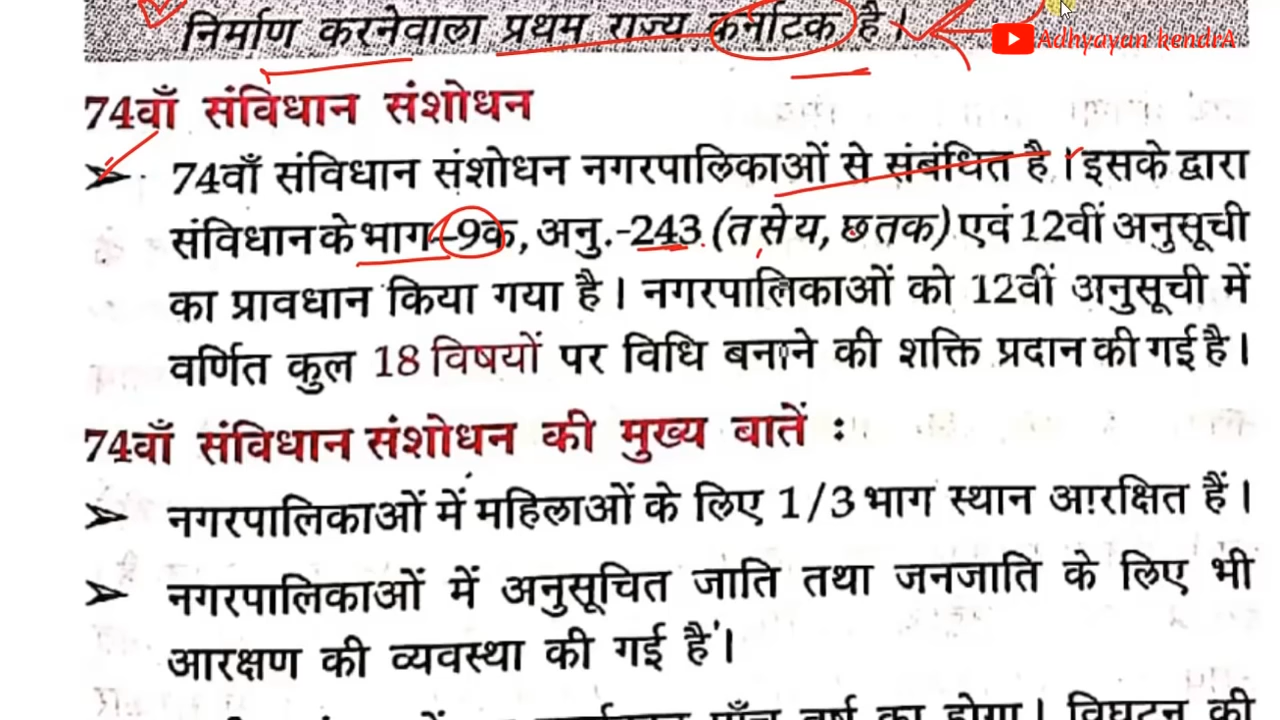 निर्माण करनेवाला प्रथम राज्य कर्नाटक है।
Adhyayan kendrA
74वाँ संविधान संशोधन
➤ 74वाँ संविधान संशोधन नगरपालिकाओं से संबंधित है। इसके द्वारा
संविधान के भाग–9क, अनु.-243 (त से य, छ तक) एवं 12वीं अनुसूची
का प्रावधान किया गया है। नगरपालिकाओं को 12वीं अनुसूची में
वर्णित कुल 18 विषयों पर विधि बनाने की शक्ति प्रदान की गई है।
74वाँ संविधान संशोधन की मुख्य बातें :
➤ नगरपालिकाओं में महिलाओं के लिए 1/3 भाग स्थान आरक्षित हैं।
➤ नगरपालिकाओं में अनुसूचित जाति तथा जनजाति के लिए भी
आरक्षण की व्यवस्था की गई है।
पाँच वर्ष का होगा। विघटन की